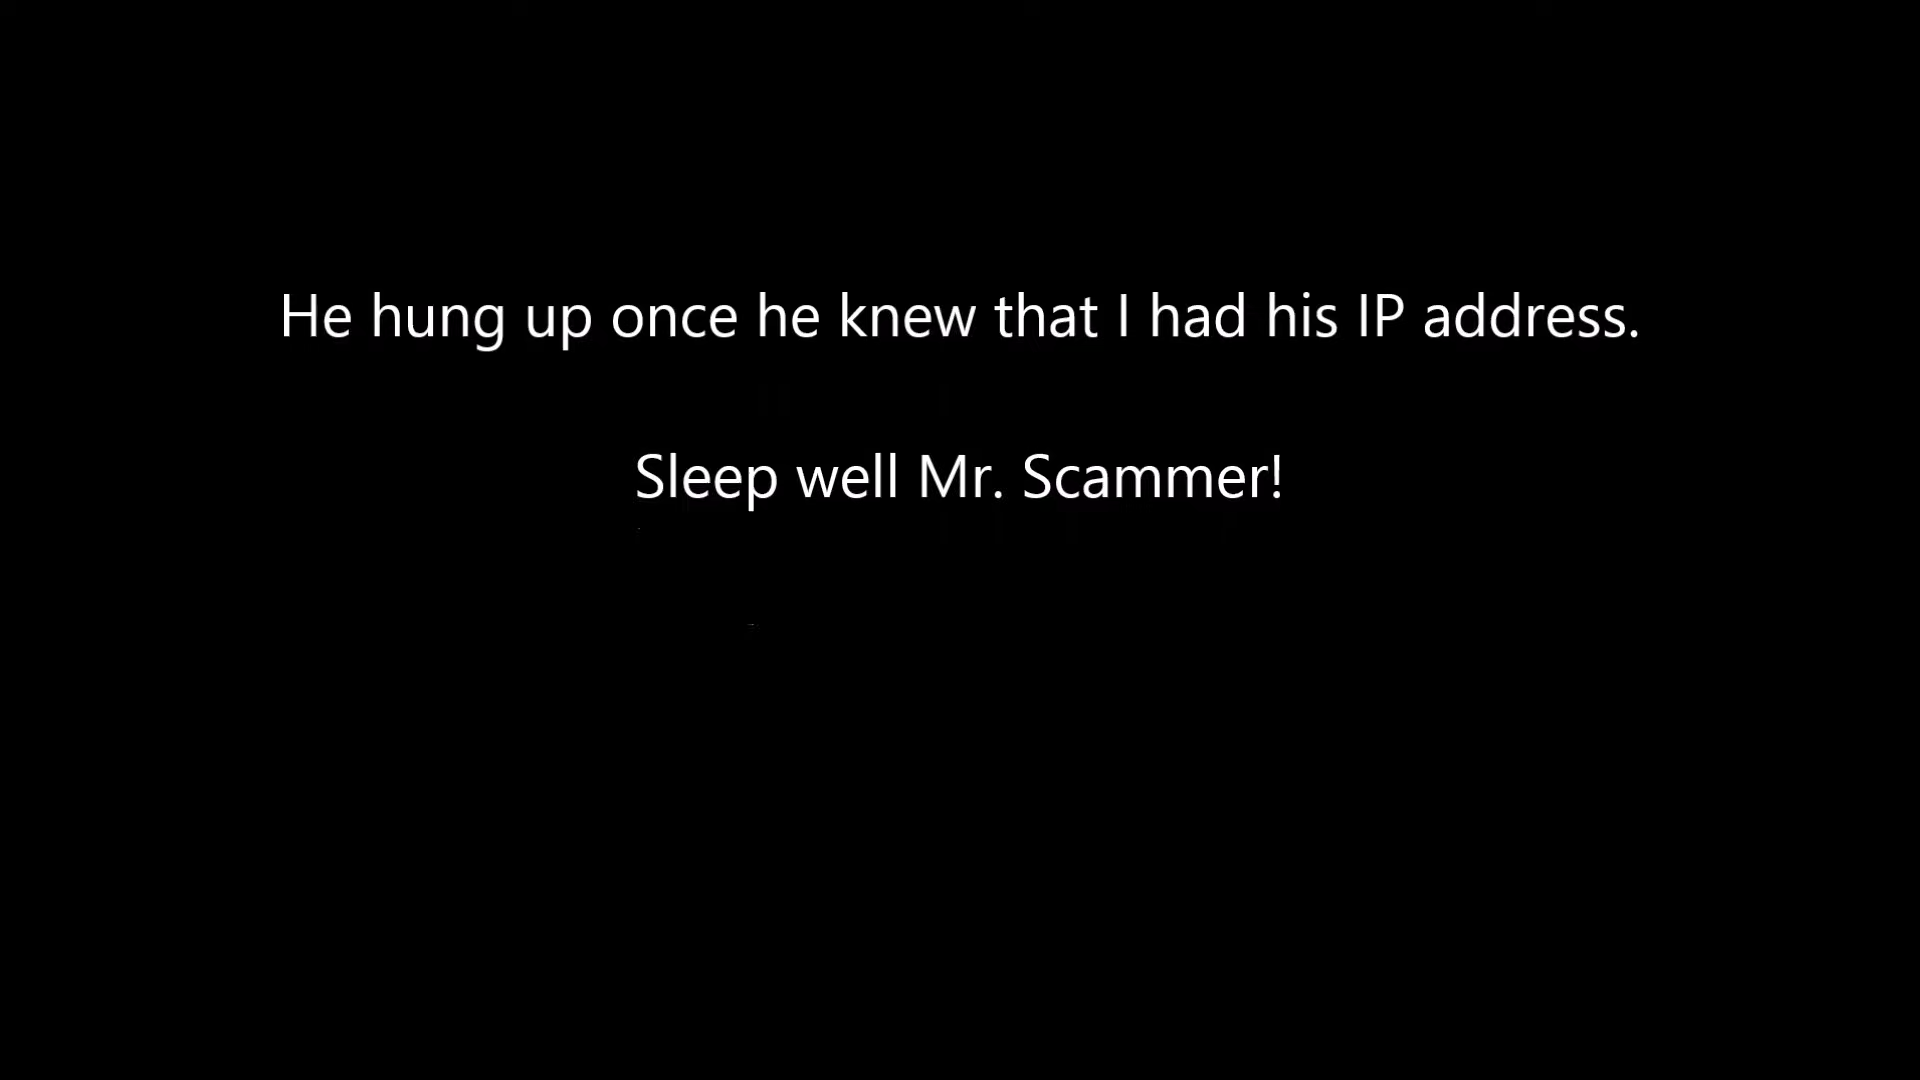 He hung up once he knew that I had his IP address.
Sleep well Mr. Scammer!